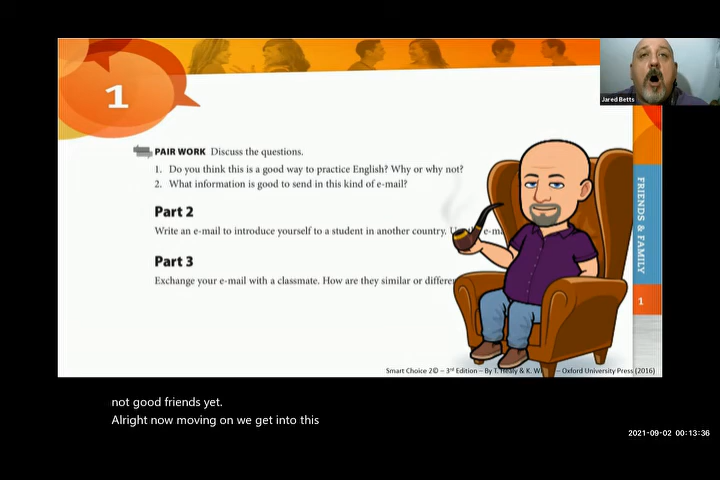 1
Jared Betts
PAIR WORK Discuss the questions.
1. Do you think this is a good way to practice English? Why or why not?
2. What information is good to send in this kind of e-mail?
Part 2
Write an e-mail to introduce yourself to a student in another country. e-m
Part 3
Exchange your e-mail with a classmate. How are they similar or differe
FRIENDS & FAMILY
1
Smart Choice 2© – 3rd Edition – By T. Healy & K. W – Oxford University Press (2016)
not good friends yet.
Alright now moving on we get into this
2021-09-02 00:13:36